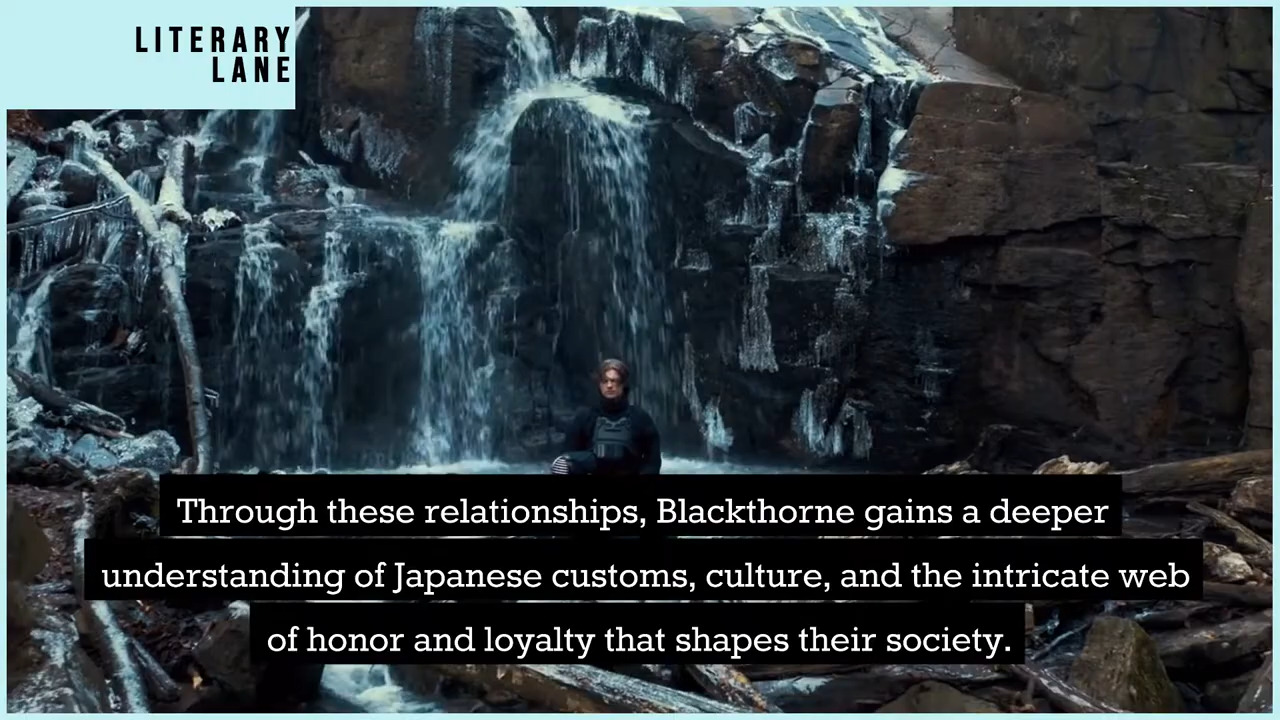 LITERARY
LANE
Through these relationships, Blackthorne gains a deeper
understanding of Japanese customs, culture, and the intricate web
of honor and loyalty that shapes their society.